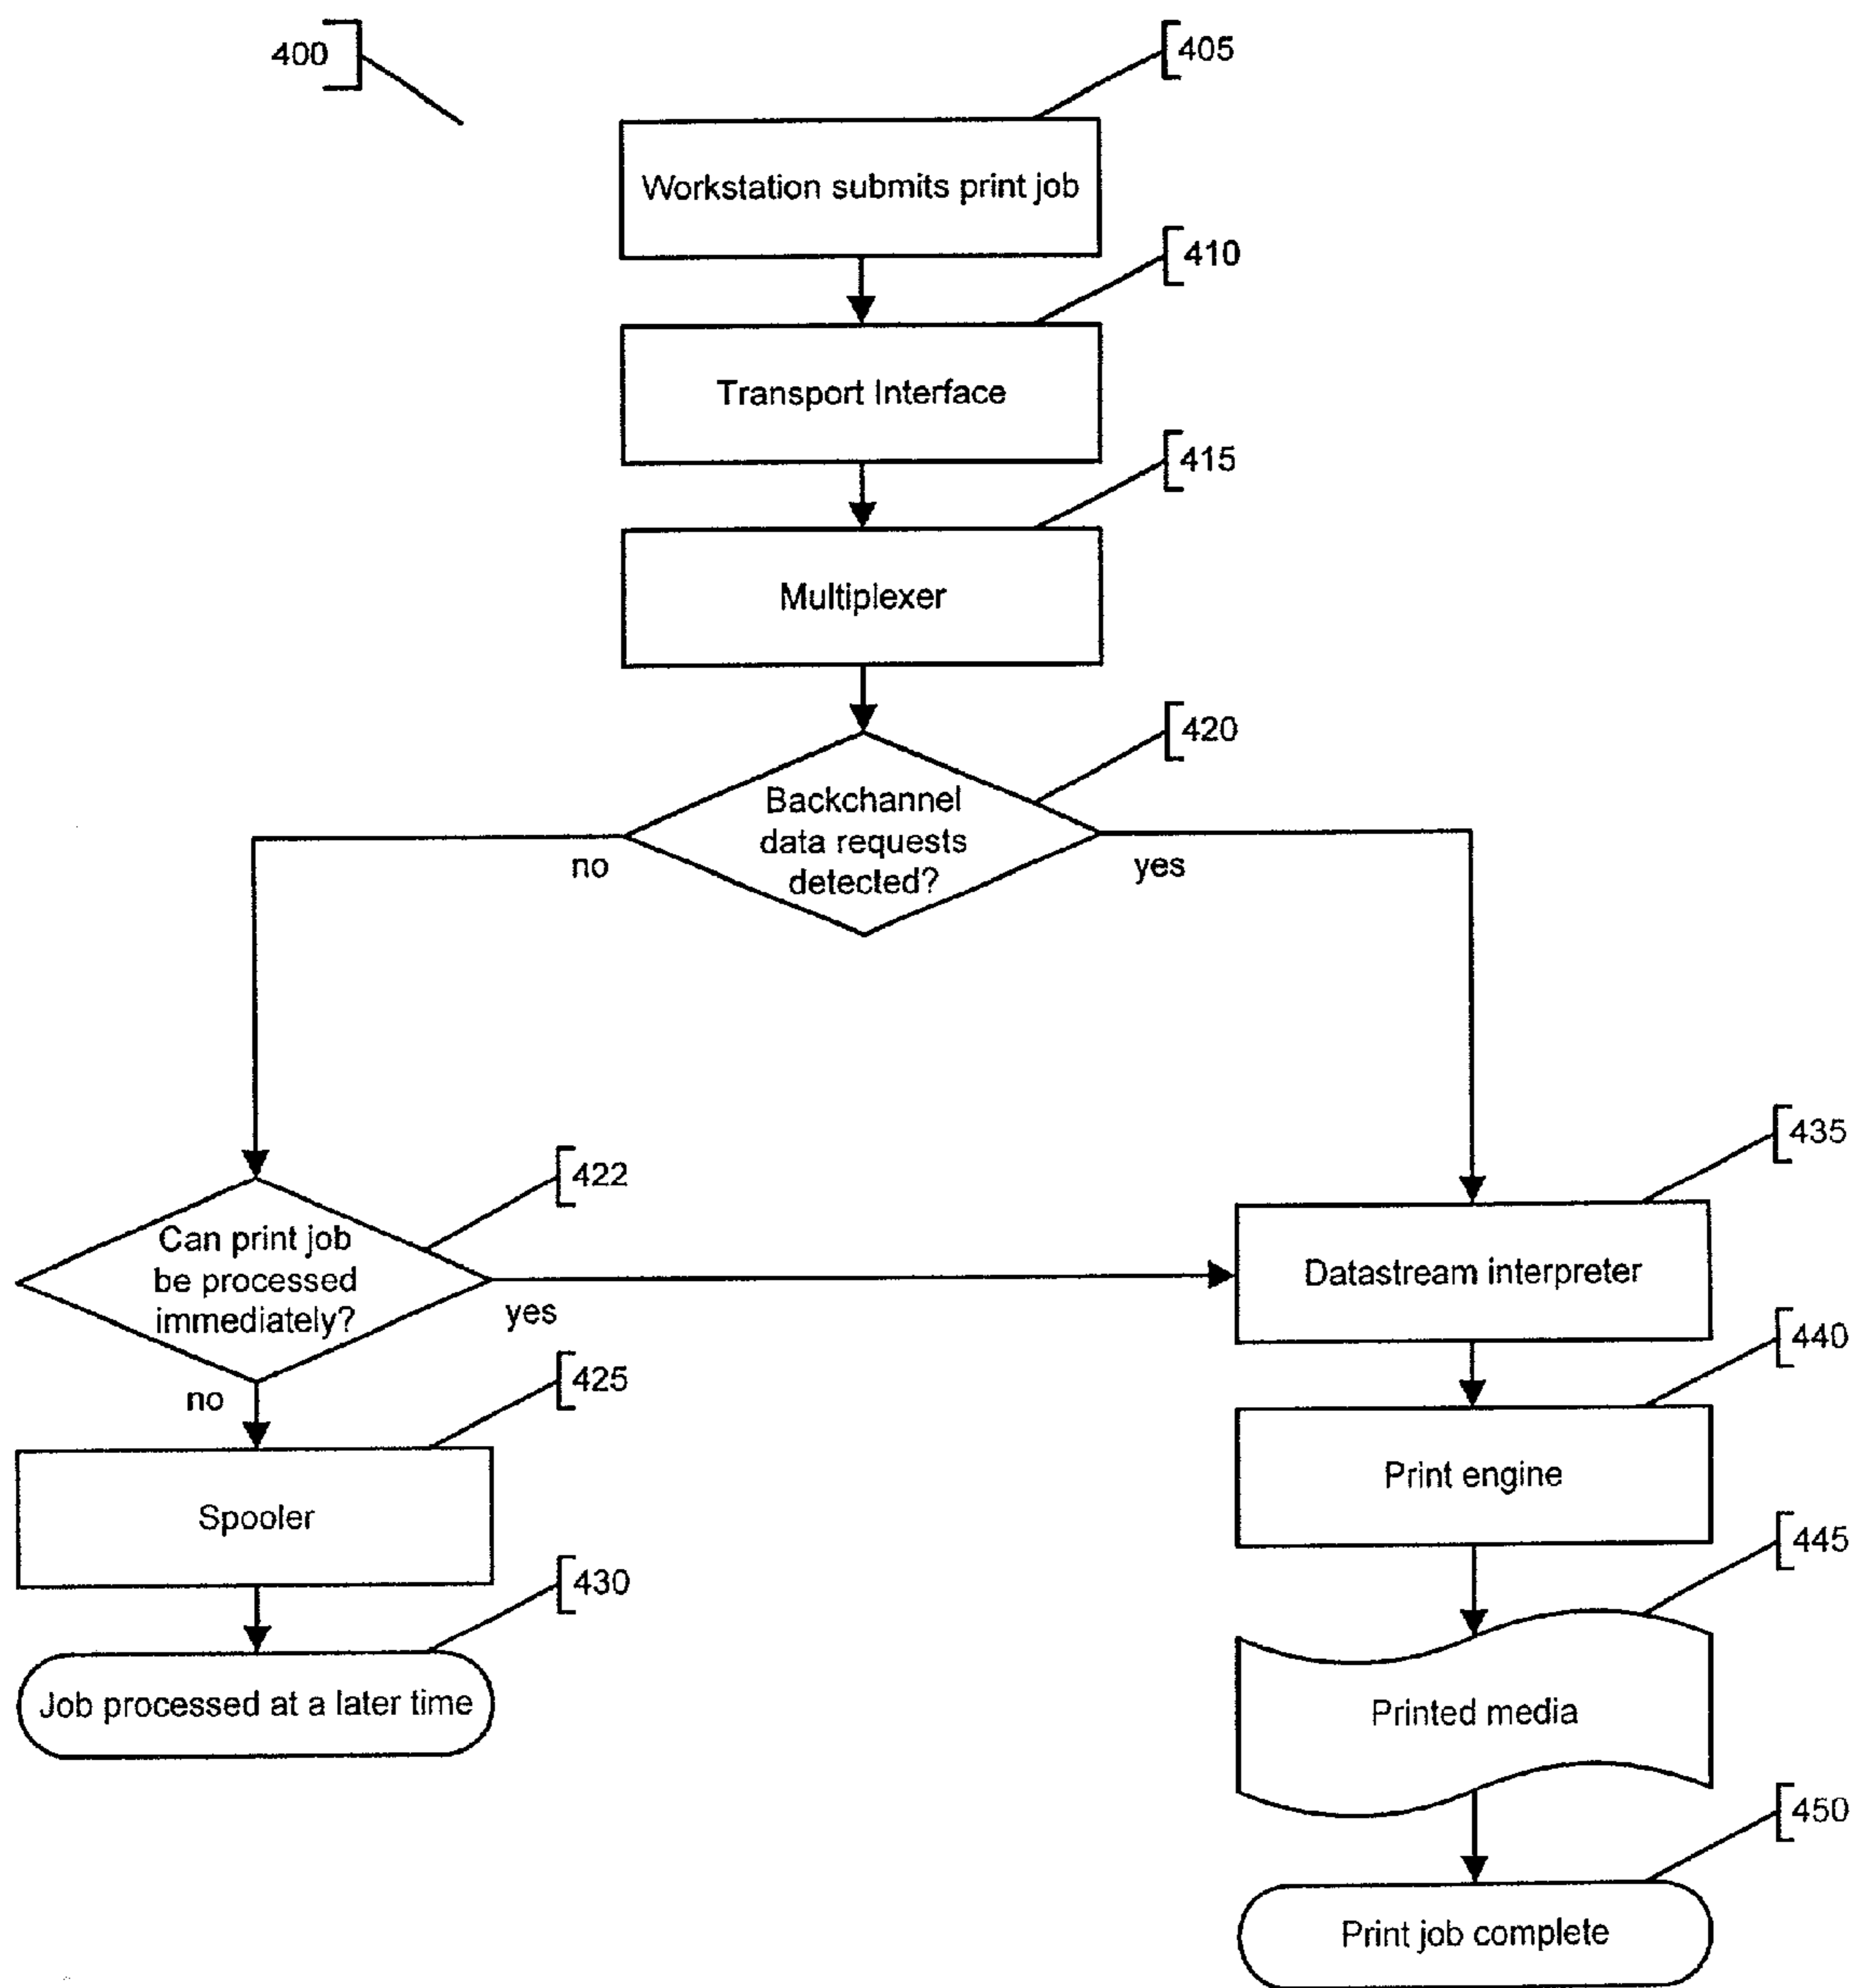 400
405
Workstation submits print job
410
Transport Interface
415
Multiplexer
420
Backchannel
data requests
detected?
no
yes
435
422
Can print job
be processed
immediately?
yes
no
Datastream interpreter
440
425
Print engine
Spooler
445
430
Job processed at a later time
Printed media
450
Print job complete